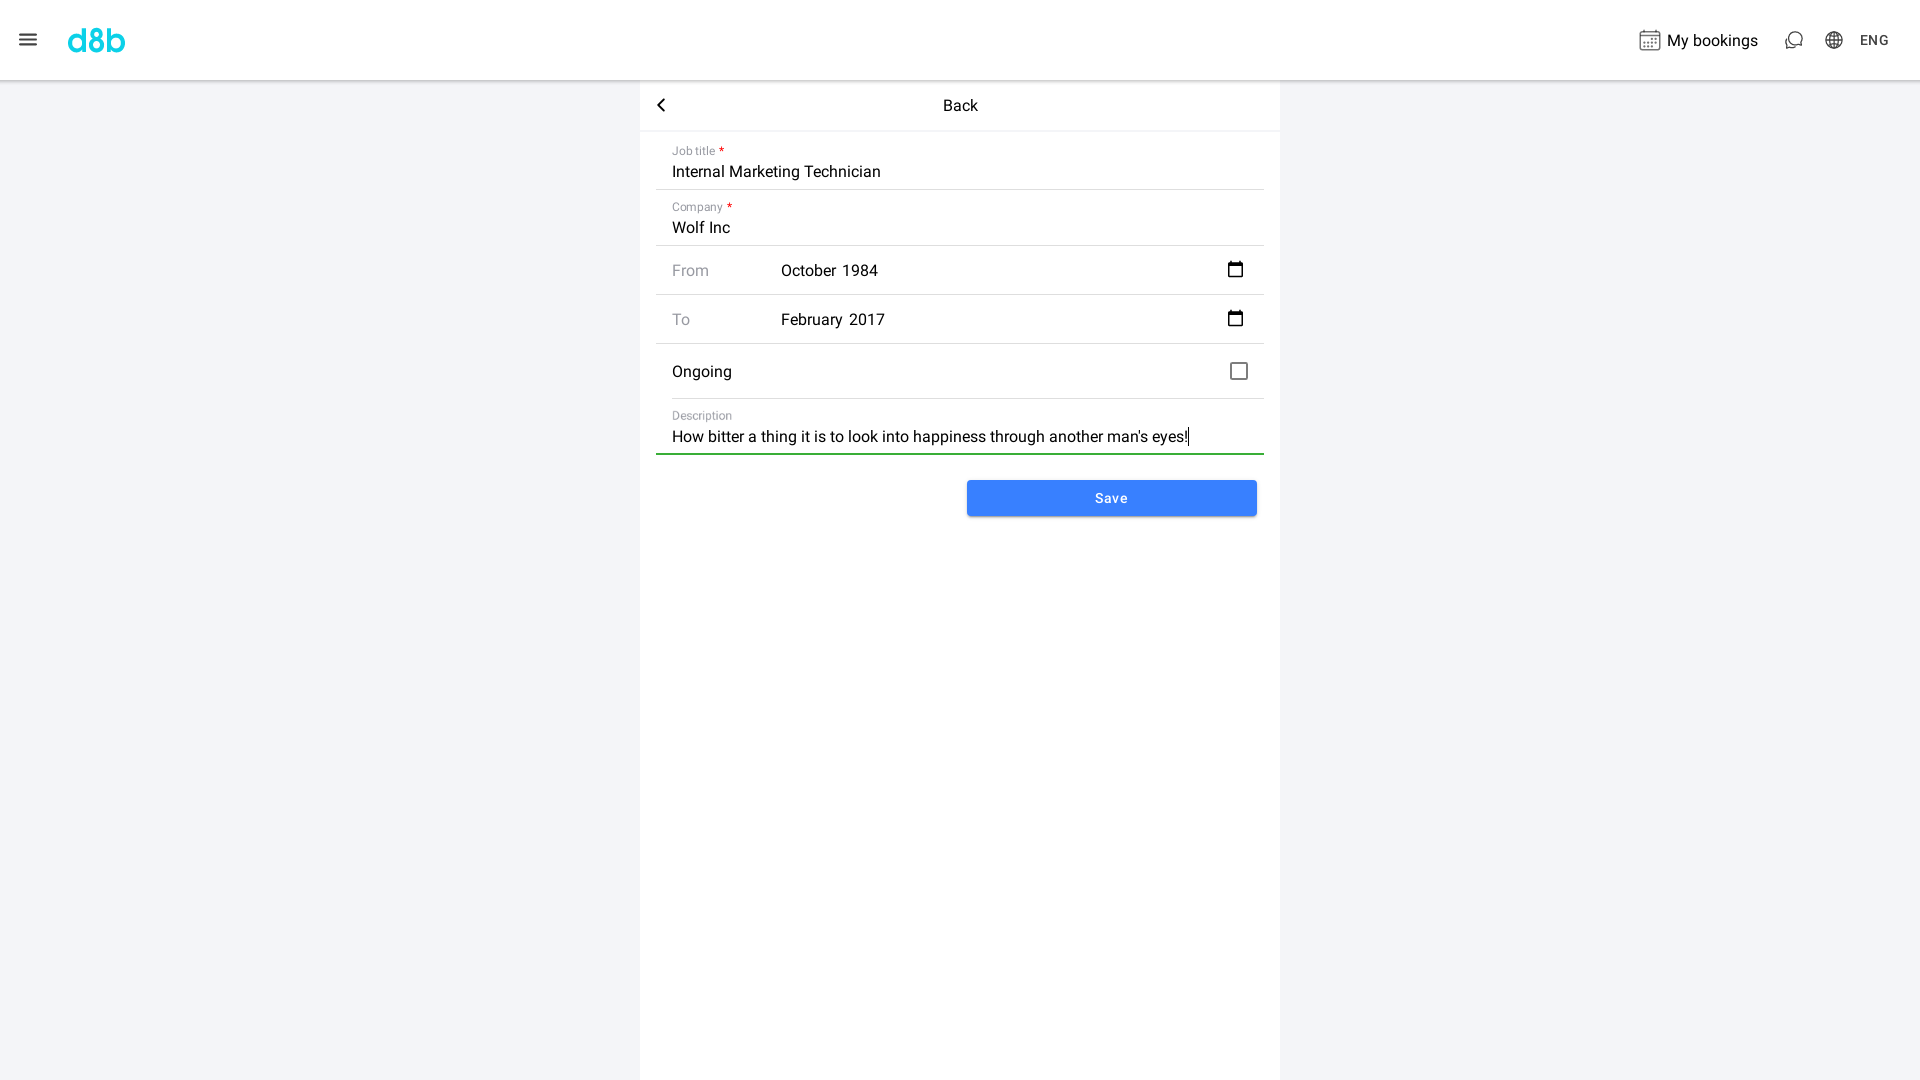 d8b
My bookings
ENG
Back
Job title *
Internal Marketing Technician
Company *
Wolf Inc
From October 1984
To February 2017
Ongoing
Description
How bitter a thing it is to look into happiness through another man's eyes!
Save